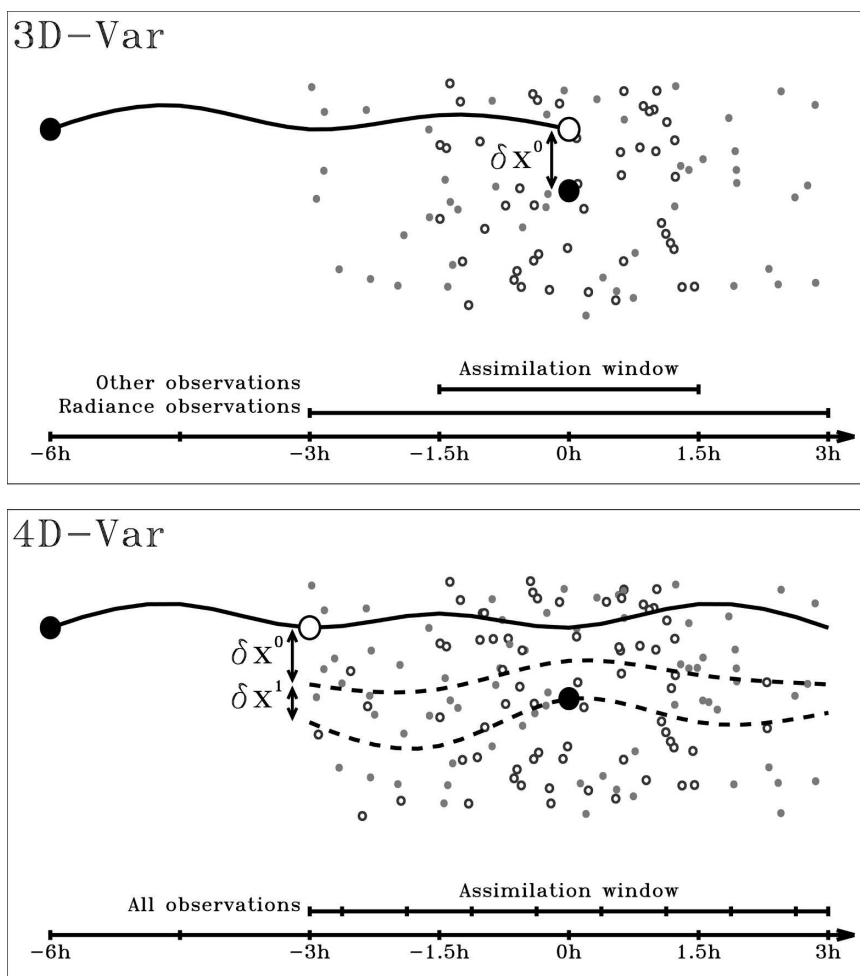 3D-Var
δx⁰
Assimilation window
Other observations
Radiance observations
−6h −3h −1.5h 0h 1.5h 3h
4D-Var
δx⁰
δx¹
All observations Assimilation window
−6h −3h −1.5h 0h 1.5h 3h